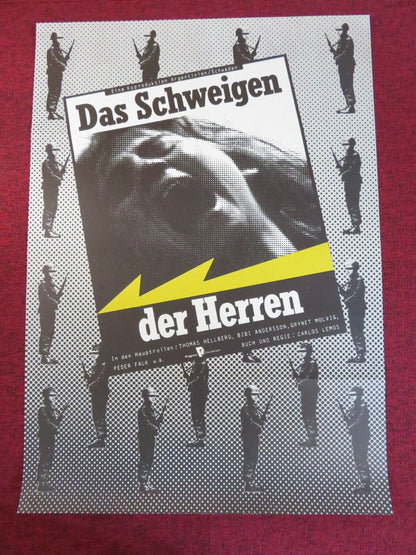 Eine Koproduktion Argentinien/Schweden
Das Schweigen
der Herren
In den Hauptrollen: THOMAS HELLBERG, BIBI ANDERSSON, GRYNET MOLVIG,
PEDER FALK u.a.
BUCH UND REGIE: CARLOS LEMOS
Progress